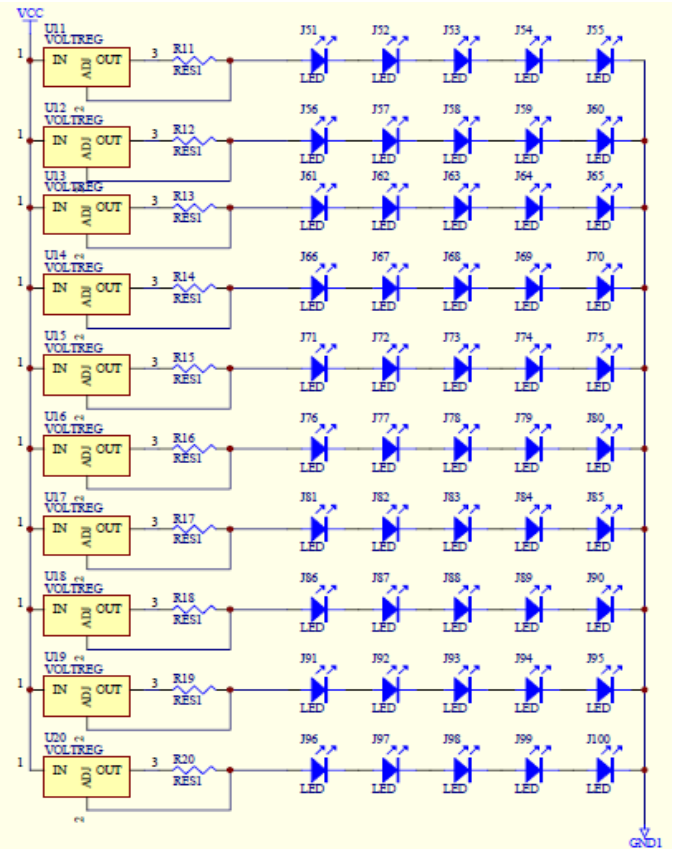 VCC
U11
VOLTREG
1 IN ADJ OUT 3 R11 RES1 J51 LED J52 LED J53 LED J54 LED J55 LED
2
U12
VOLTREG
1 IN ADJ OUT 3 R12 RES1 J56 LED J57 LED J58 LED J59 LED J60 LED
2
U13
VOLTREG
1 IN ADJ OUT 3 R13 RES1 J61 LED J62 LED J63 LED J64 LED J65 LED
2
U14
VOLTREG
1 IN ADJ OUT 3 R14 RES1 J66 LED J67 LED J68 LED J69 LED J70 LED
2
U15
VOLTREG
1 IN ADJ OUT 3 R15 RES1 J71 LED J72 LED J73 LED J74 LED J75 LED
2
U16
VOLTREG
1 IN ADJ OUT 3 R16 RES1 J76 LED J77 LED J78 LED J79 LED J80 LED
2
U17
VOLTREG
1 IN ADJ OUT 3 R17 RES1 J81 LED J82 LED J83 LED J84 LED J85 LED
2
U18
VOLTREG
1 IN ADJ OUT 3 R18 RES1 J86 LED J87 LED J88 LED J89 LED J90 LED
2
U19
VOLTREG
1 IN ADJ OUT 3 R19 RES1 J91 LED J92 LED J93 LED J94 LED J95 LED
2
U20
VOLTREG
1 IN ADJ OUT 3 R20 RES1 J96 LED J97 LED J98 LED J99 LED J100 LED
2
GND1